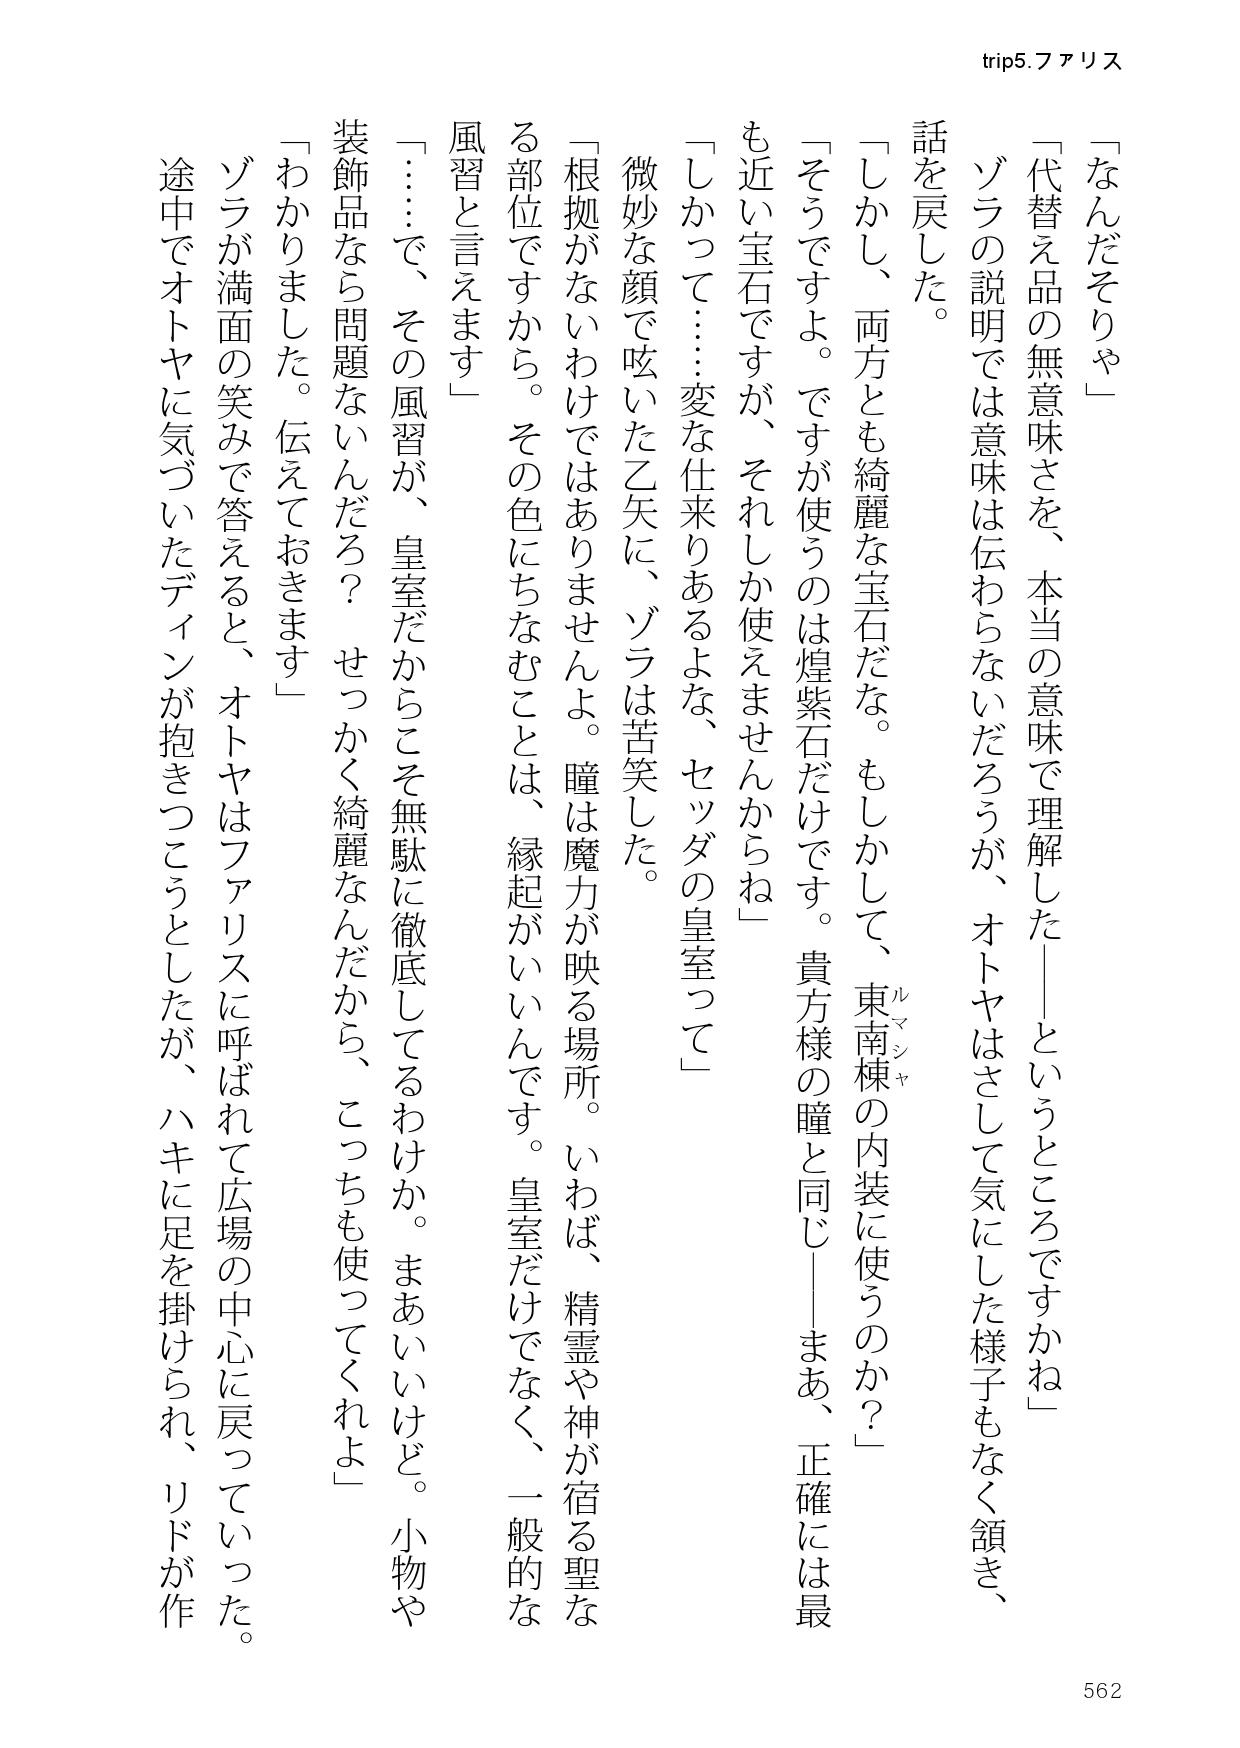 trip5.ファリス
「なんだそりゃ」
「代替え品の無意味さを、本当の意味で理解した――というところですかね」
　ゾラの説明では意味は伝わらないだろうが、オトヤはさして気にした様子もなく頷き、
話を戻した。
「しかし、両方とも綺麗な宝石だな。もしかして、東南棟の内装に使うのか？」
ルマシャ
「そうですよ。ですが使うのは煌紫石だけです。貴方様の瞳と同じ――まあ、正確には最
も近い宝石ですが、それしか使えませんからね」
「しかって……変な仕来りあるよな、セッダの皇室って」
　微妙な顔で呟いた乙矢に、ゾラは苦笑した。
「根拠がないわけではありませんよ。瞳は魔力が映る場所。いわば、精霊や神が宿る聖な
る部位ですから。その色にちなむことは、縁起がいいんです。皇室だけでなく、一般的な
風習と言えます」
「……で、その風習が、皇室だからこそ無駄に徹底してるわけか。まあいいけど。小物や
装飾品なら問題ないんだろ？　せっかく綺麗なんだから、こっちも使ってくれよ」
「わかりました。伝えておきます」
　ゾラが満面の笑みで答えると、オトヤはファリスに呼ばれて広場の中心に戻っていった。
　途中でオトヤに気づいたディンが抱きつこうとしたが、ハキに足を掛けられ、リドが作
562